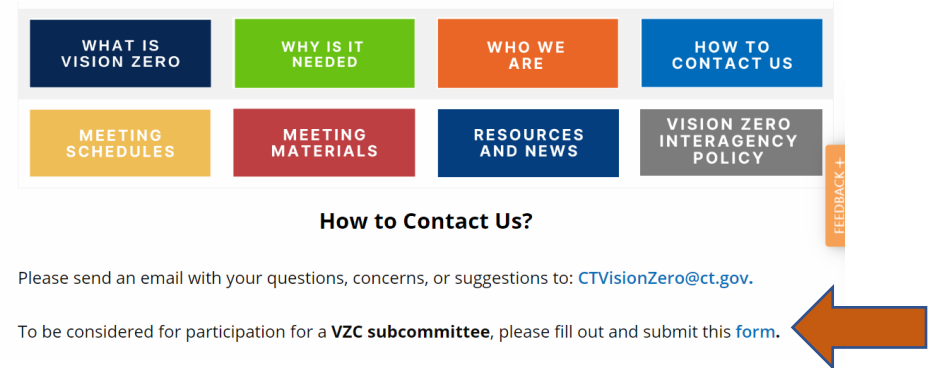 WHAT IS
VISION ZERO
WHY IS IT
NEEDED
WHO WE
ARE
HOW TO
CONTACT US
MEETING
SCHEDULES
MEETING
MATERIALS
RESOURCES
AND NEWS
VISION ZERO
INTERAGENCY
POLICY
FEEDBACK +
How to Contact Us?
Please send an email with your questions, concerns, or suggestions to: CTVisionZero@ct.gov.
To be considered for participation for a VZC subcommittee, please fill out and submit this form.